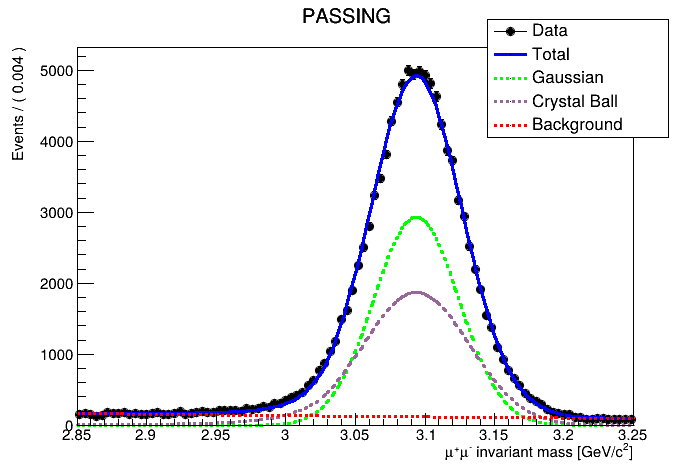 PASSING
Data
Total
Gaussian
Crystal Ball
Background
Events / ( 0.004 )
5000
4000
3000
2000
1000
0
2.85 2.9 2.95 3 3.05 3.1 3.15 3.2 3.25
μ⁺μ⁻ invariant mass [GeV/c²]